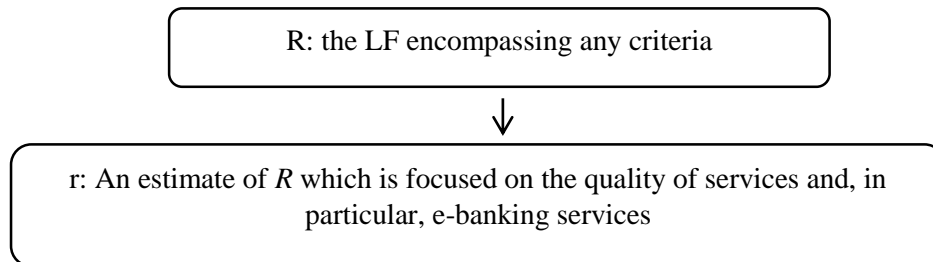 R: the LF encompassing any criteria
r: An estimate of R which is focused on the quality of services and, in
particular, e-banking services